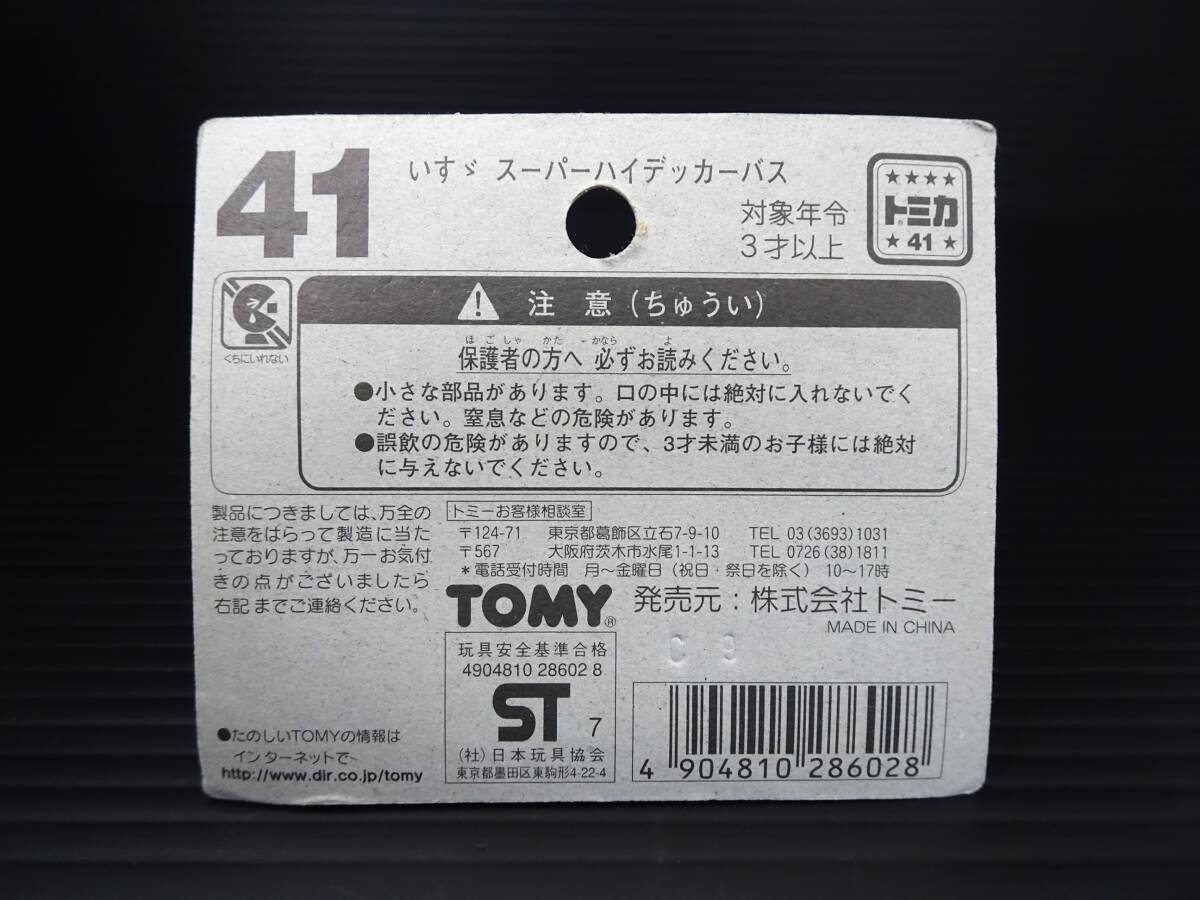 41
いすゞ スーパーハイデッカーバス
対象年令
3才以上
★★★★
トミカ
★41★
くちにいれない
注 意（ちゅうい）
ほごしゃ かた かなら よ
保護者の方へ 必ずお読みください。
●小さな部品があります。口の中には絶対に入れないでく
ださい。窒息などの危険があります。
●誤飲の危険がありますので、3才未満のお子様には絶対
に与えないでください。
製品につきましては、万全の
注意をはらって製造に当た
っておりますが、万一お気付
きの点がございましたら
右記までご連絡ください。
トミーお客様相談室
〒124-71 東京都葛飾区立石7-9-10 TEL 03(3693)1031
〒567 大阪府茨木市水尾1-1-13 TEL 0726(38)1811
＊電話受付時間 月〜金曜日（祝日・祭日を除く）10〜17時
TOMY® 発売元：株式会社トミー
MADE IN CHINA
C 9
玩具安全基準合格
4904810 28602 8
ST 7
（社）日本玩具協会
東京都墨田区東駒形4-22-4
●たのしいTOMYの情報は
インターネットで
http://www.dir.co.jp/tomy
4 904810 286028